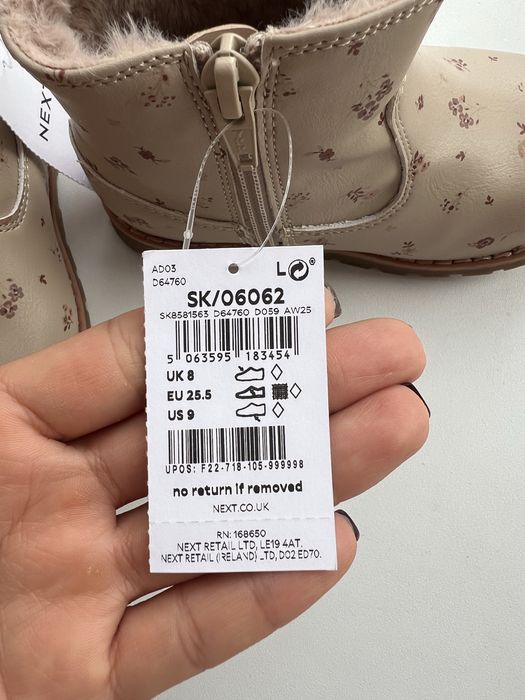 NEXT
AD03
D64760
L
SK/06062
SK8581563 D64760 D059 AW25
5 063595 183454
UK 8
EU 25.5
US 9
UPOS: F22-718-105-999998
no return if removed
NEXT.CO.UK
RN: 168650
NEXT RETAIL LTD, LE19 4AT.
NEXT RETAIL (IRELAND) LTD, D02 ED70.